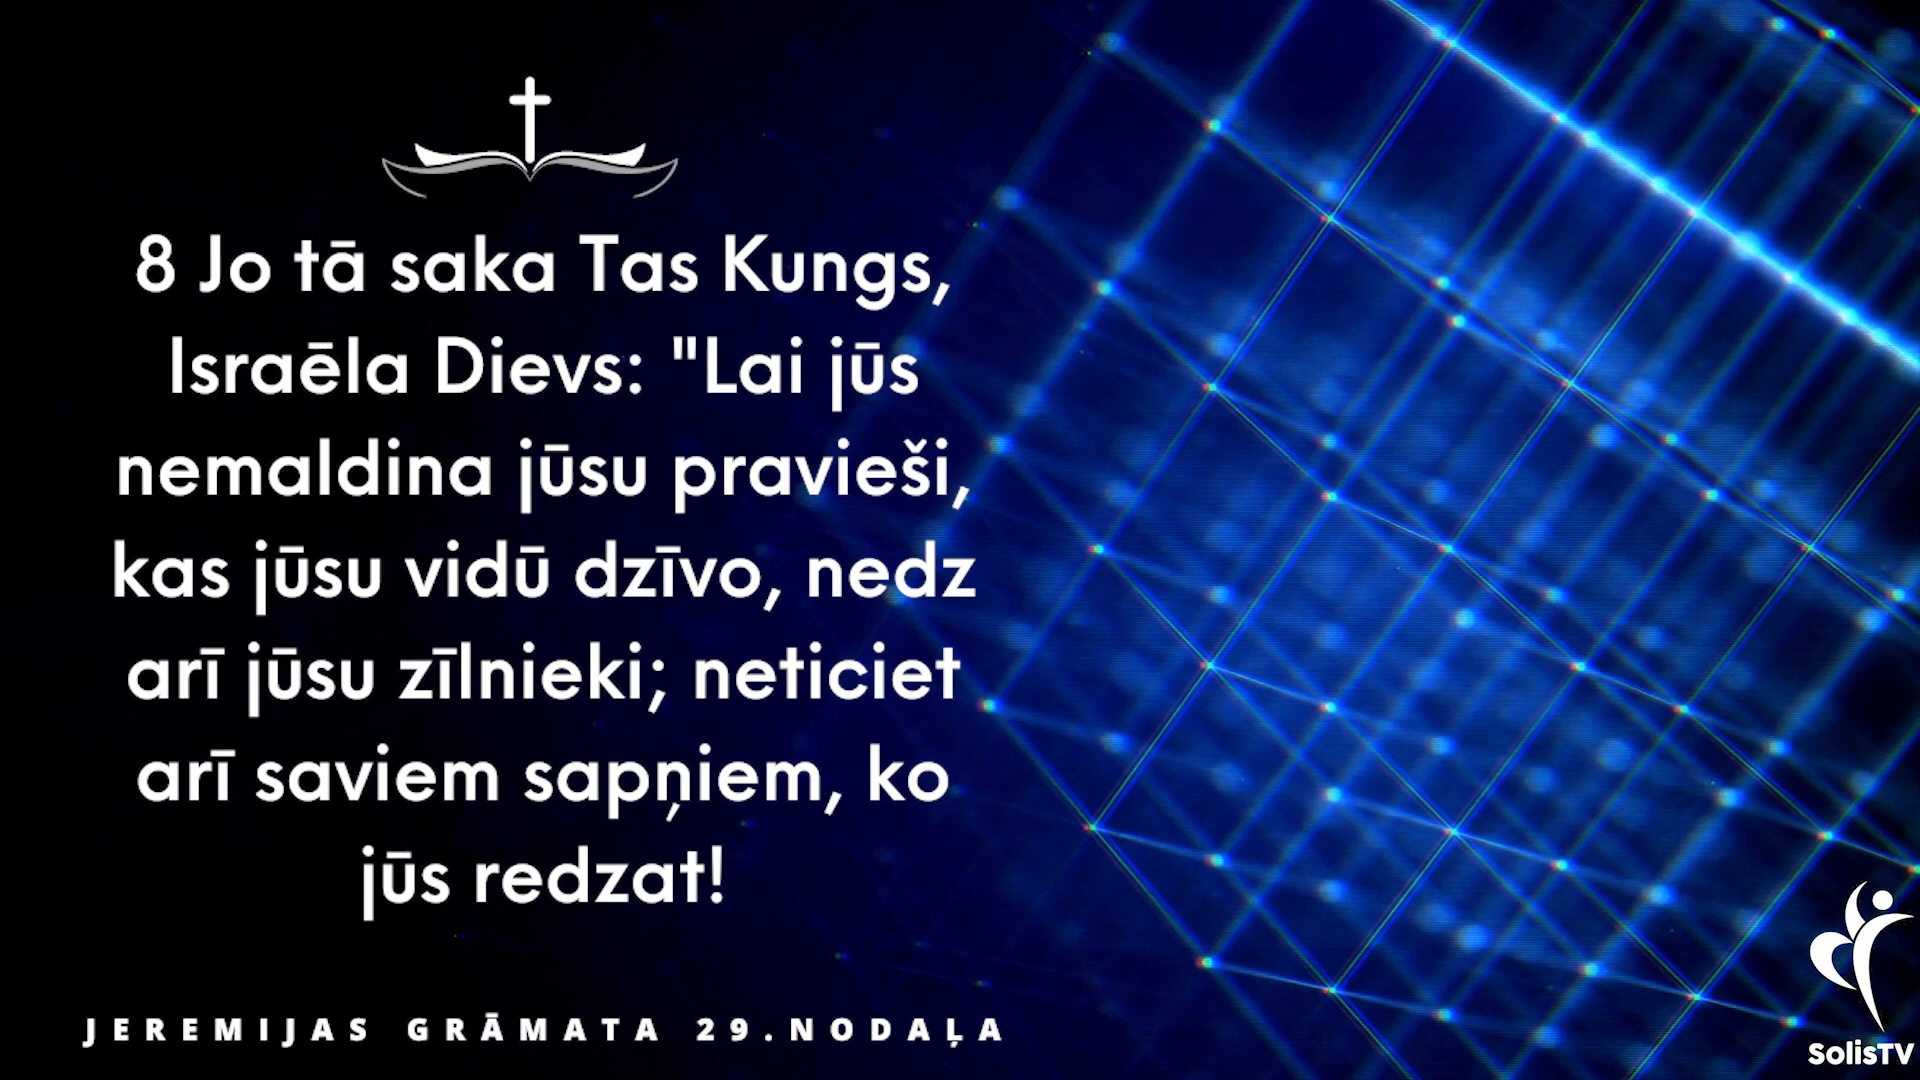 8 Jo tā saka Tas Kungs,
Israēla Dievs: "Lai jūs
nemaldina jūsu pravieši,
kas jūsu vidū dzīvo, nedz
arī jūsu zīlnieki; neticiet
arī saviem sapņiem, ko
jūs redzat!
JEREMIJAS GRĀMATA 29.NODAĻA
SolisTV